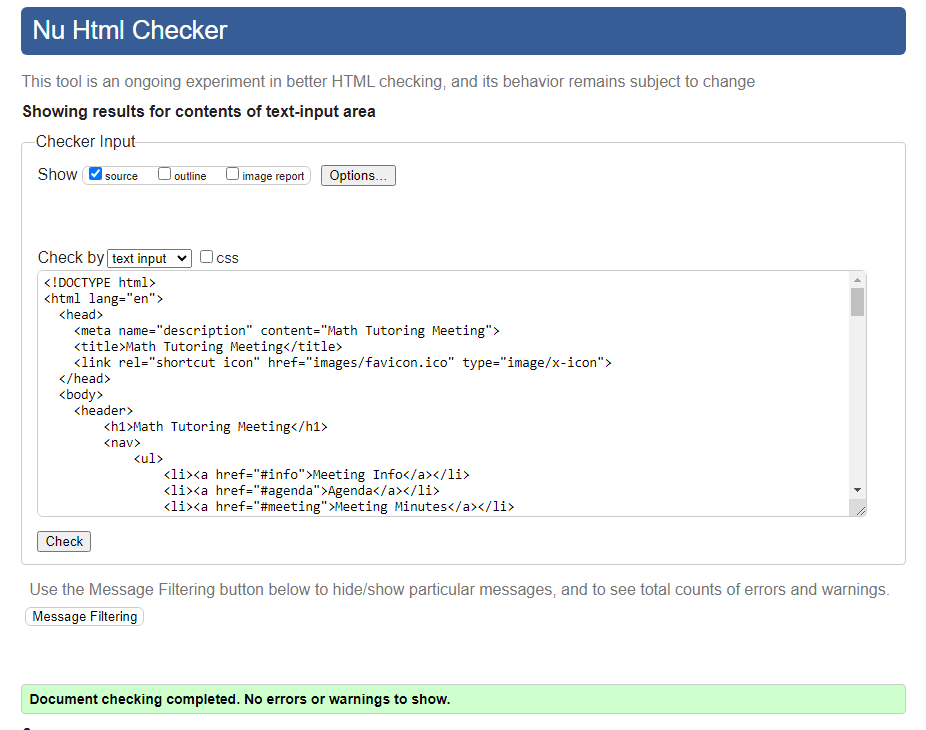 Nu Html Checker
This tool is an ongoing experiment in better HTML checking, and its behavior remains subject to change
Showing results for contents of text-input area
Checker Input
Show source outline image report Options...
Check by text input css
<!DOCTYPE html>
<html lang="en">
  <head>
    <meta name="description" content="Math Tutoring Meeting">
    <title>Math Tutoring Meeting</title>
    <link rel="shortcut icon" href="images/favicon.ico" type="image/x-icon">
  </head>
  <body>
    <header>
        <h1>Math Tutoring Meeting</h1>
        <nav>
            <ul>
                <li><a href="#info">Meeting Info</a></li>
                <li><a href="#agenda">Agenda</a></li>
                <li><a href="#meeting">Meeting Minutes</a></li>
Check
Use the Message Filtering button below to hide/show particular messages, and to see total counts of errors and warnings.
Message Filtering
Document checking completed. No errors or warnings to show.